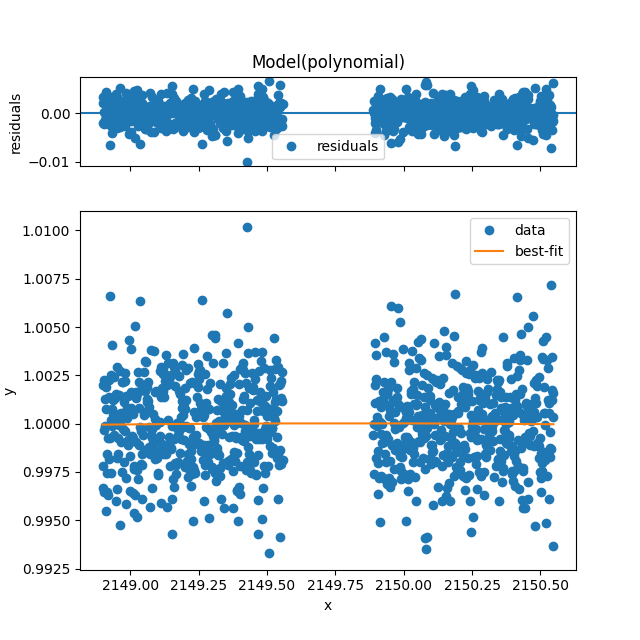 Model(polynomial)
residuals
0.00
−0.01
residuals
1.0100
1.0075
1.0050
1.0025
1.0000
0.9975
0.9950
0.9925
y
data
best-fit
2149.00 2149.25 2149.50 2149.75 2150.00 2150.25 2150.50
x